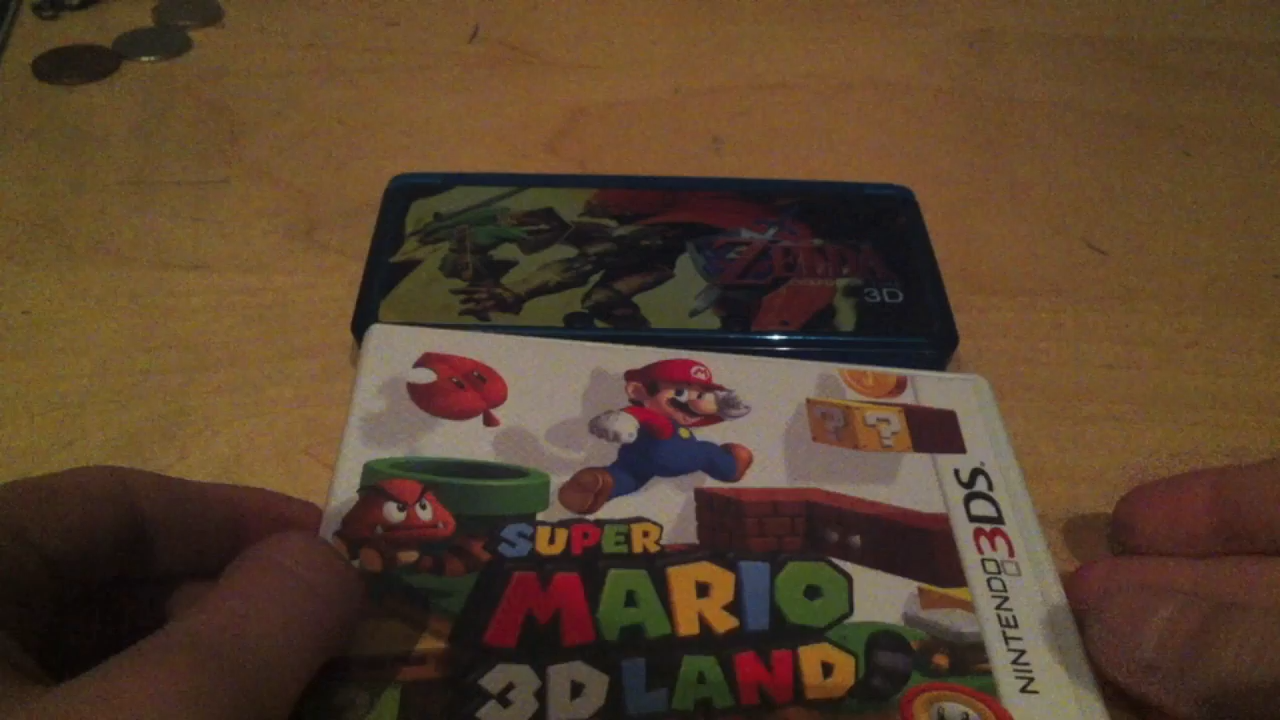 ZELDA
3D
M
? ?
SUPER
MARIO
3D LAND
NINTENDO 3DS